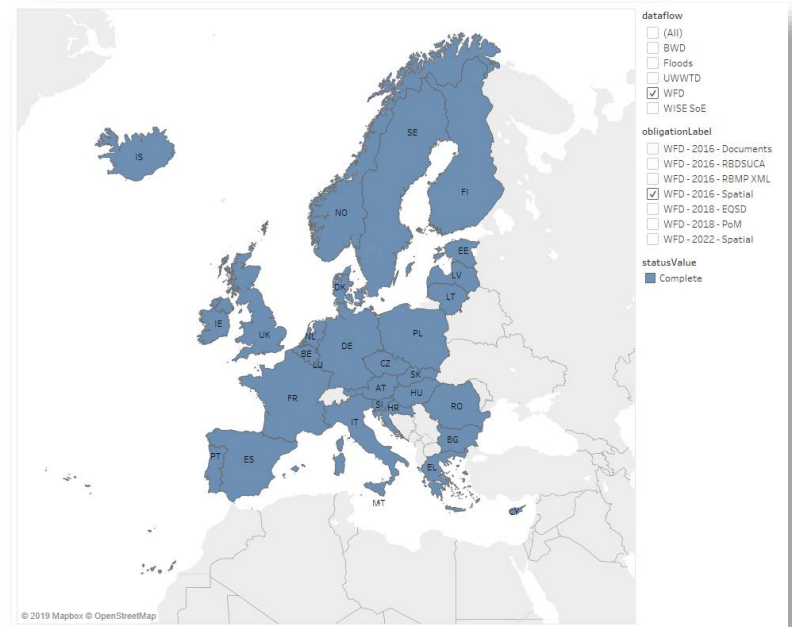 IS
SE
FI
NO
EE
LV
DK
LT
IE
UK
NL
DE
PL
BE
LU
CZ
SK
AT
HU
FR
SI
HR
RO
IT
BG
PT
ES
EL
MT
CY
© 2019 Mapbox © OpenStreetMap
dataflow
(All)
BWD
Floods
UWWTD
WFD
WISE SoE
obligationLabel
WFD - 2016 - Documents
WFD - 2016 - RBDSUCA
WFD - 2016 - RBMP XML
WFD - 2016 - Spatial
WFD - 2018 - EQSD
WFD - 2018 - PoM
WFD - 2022 - Spatial
statusValue
Complete